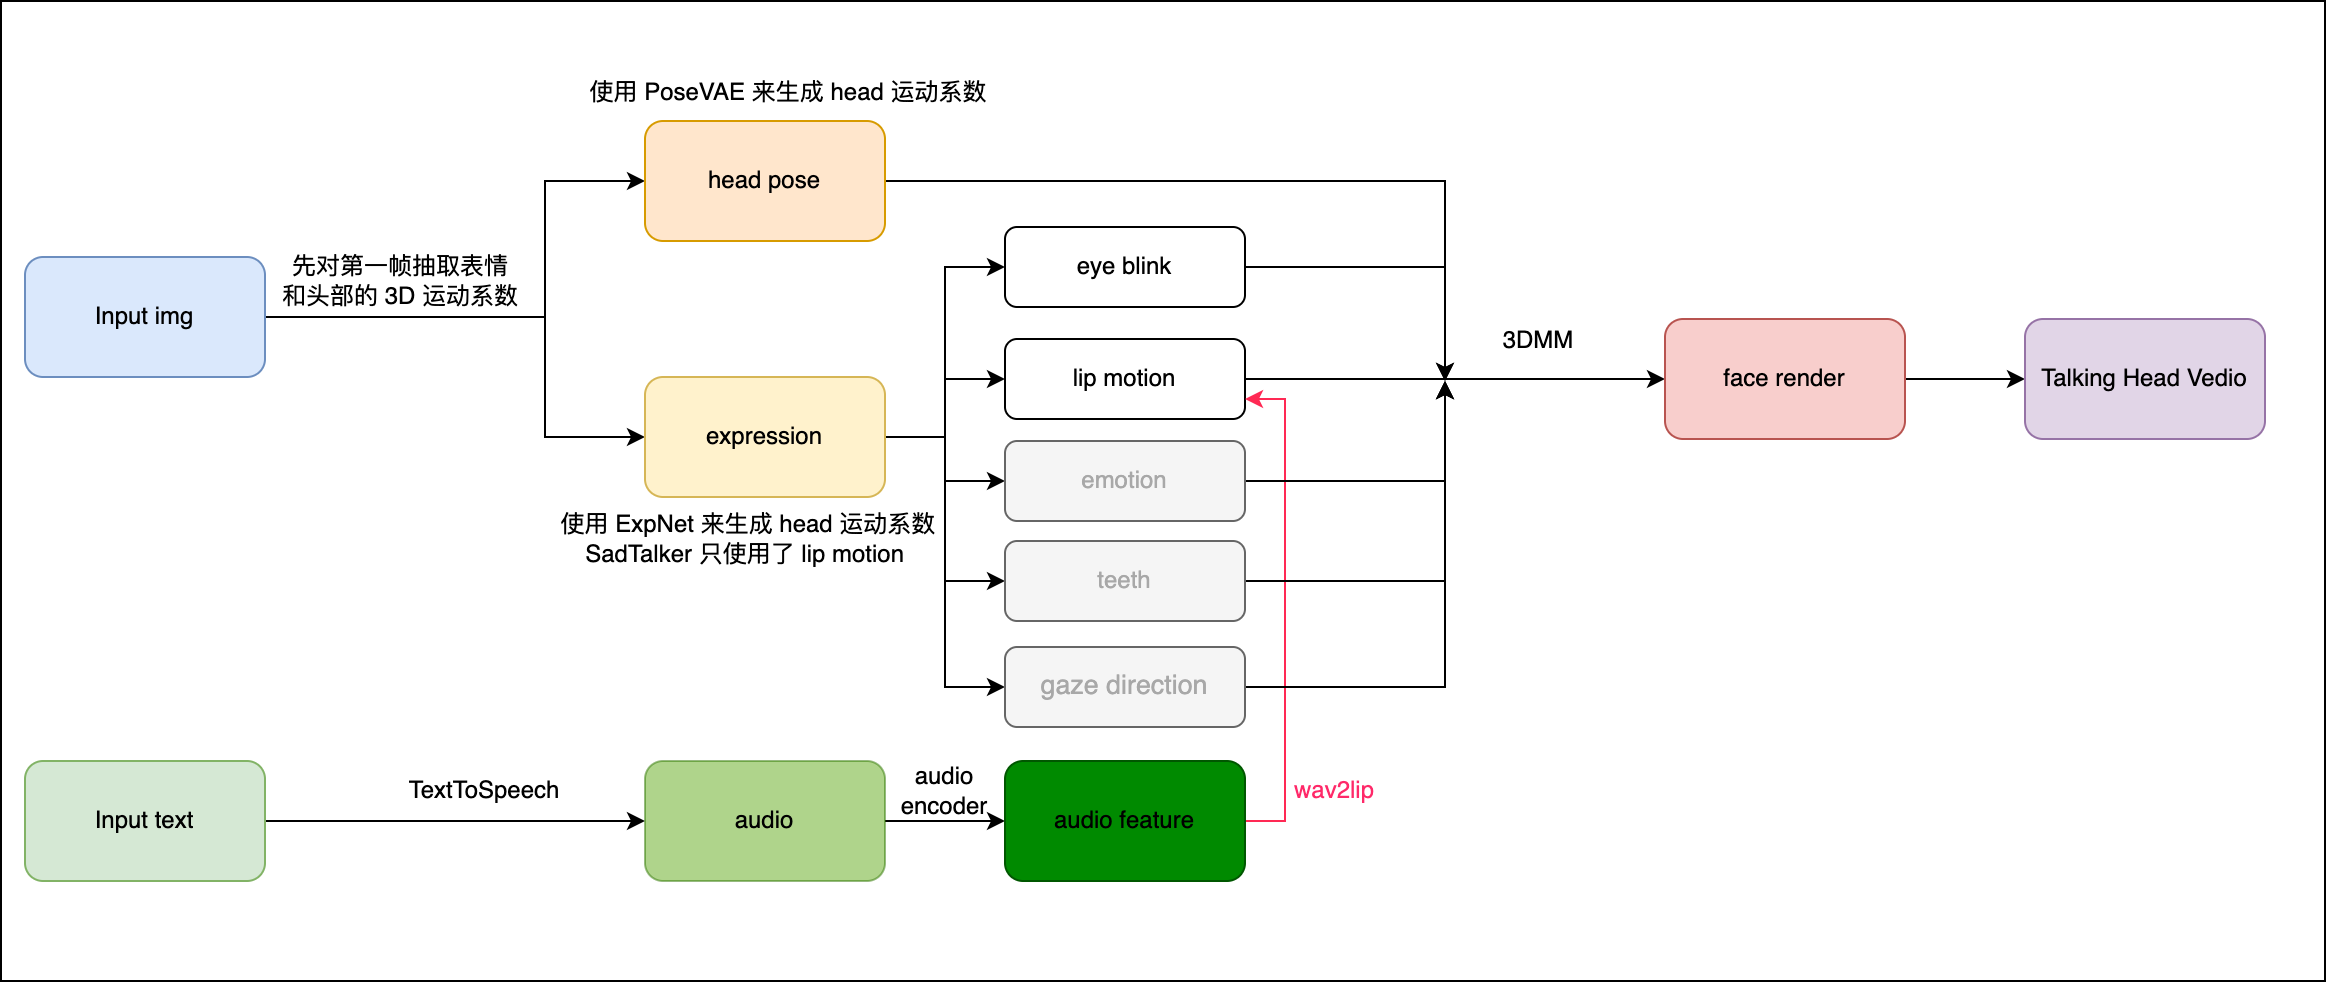 使用 PoseVAE 来生成 head 运动系数
head pose
先对第一帧抽取表情
和头部的 3D 运动系数
Input img
eye blink
lip motion
3DMM
face render
Talking Head Vedio
expression
使用 ExpNet 来生成 head 运动系数
SadTalker 只使用了 lip motion
emotion
teeth
gaze direction
Input text
TextToSpeech
audio
audio
encoder
audio feature
wav2lip